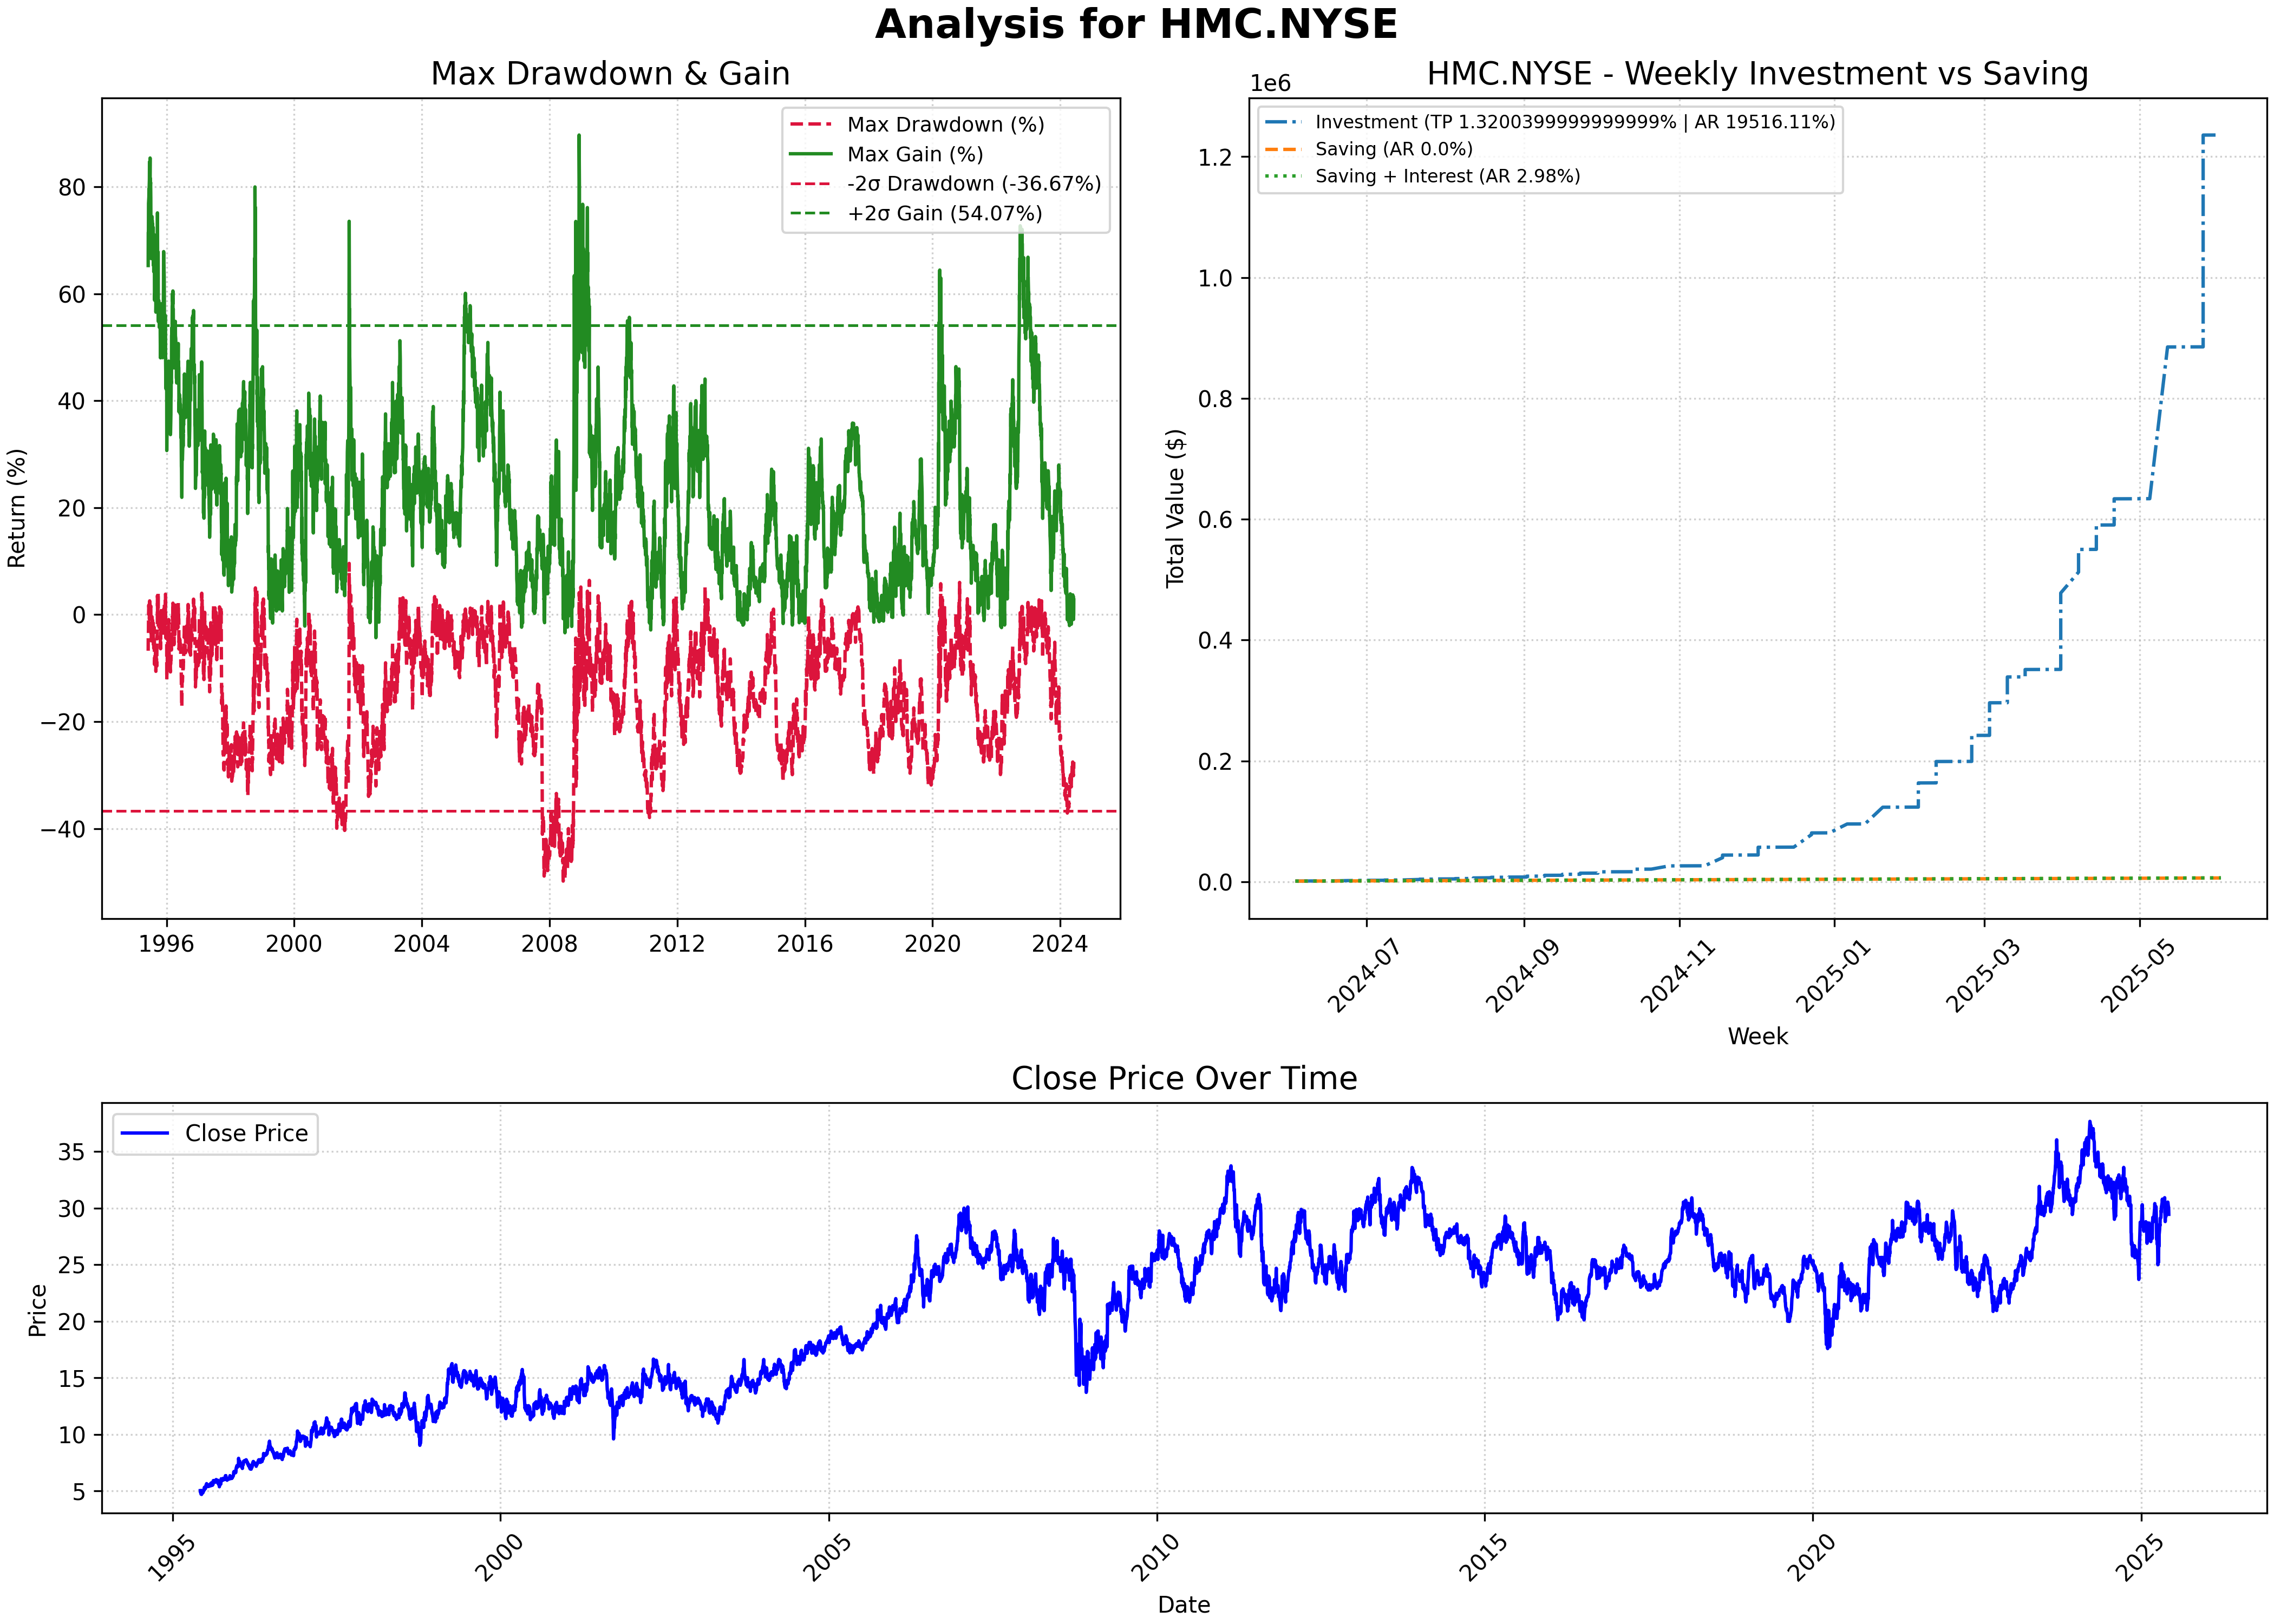 Analysis for HMC.NYSE
Max Drawdown & Gain
Max Drawdown (%)
Max Gain (%)
-2σ Drawdown (-36.67%)
+2σ Gain (54.07%)
Return (%)
80
60
40
20
0
−20
−40
1996
2000
2004
2008
2012
2016
2020
2024
HMC.NYSE - Weekly Investment vs Saving
1e6
Investment (TP 1.3200399999999999% | AR 19516.11%)
Saving (AR 0.0%)
Saving + Interest (AR 2.98%)
Total Value ($)
1.2
1.0
0.8
0.6
0.4
0.2
0.0
2024-07
2024-09
2024-11
2025-01
2025-03
2025-05
Week
Close Price Over Time
Close Price
Price
35
30
25
20
15
10
5
1995
2000
2005
2010
2015
2020
2025
Date